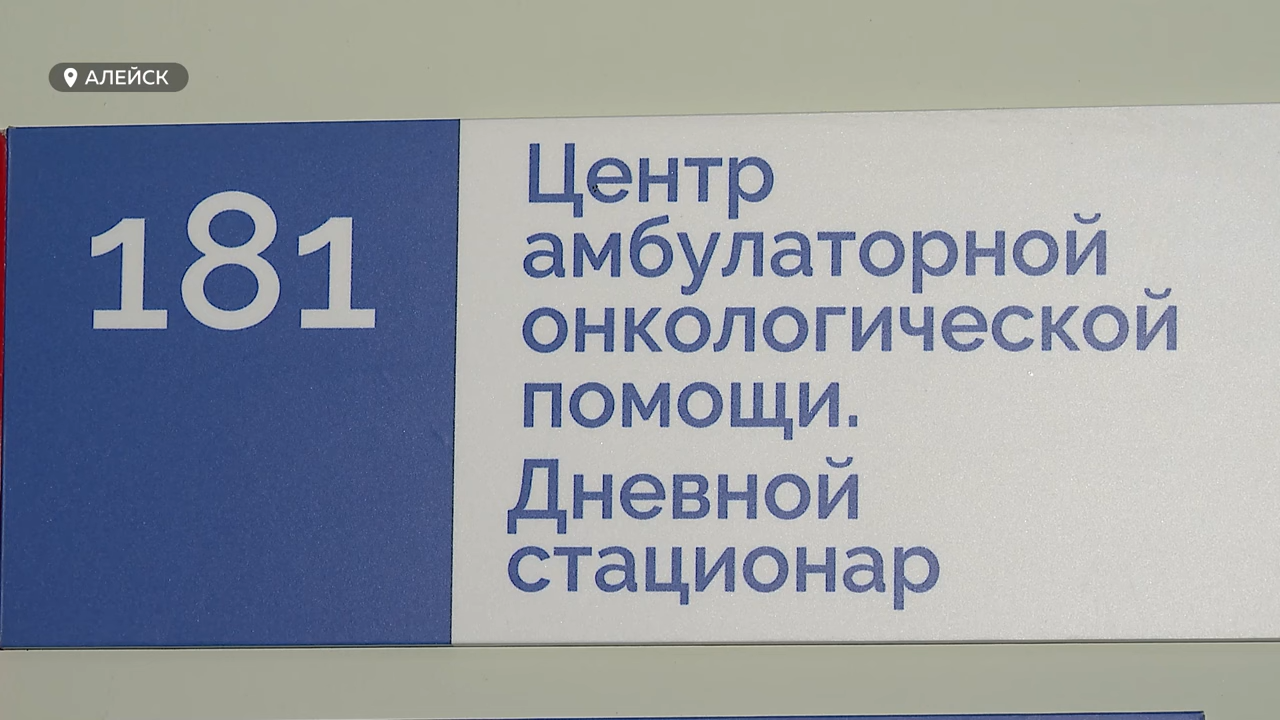 АЛЕЙСК
181
Центр
амбулаторной
онкологической
помощи.
Дневной
стационар